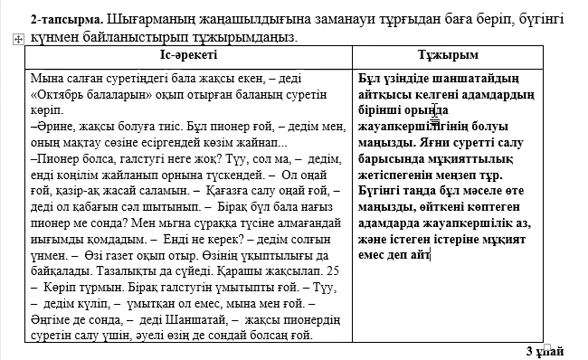 2-тапсырма. Шығарманың жаңашылдығына заманауи тұрғыдан баға беріп, бүгінгі
күнмен байланыстырып тұжырымдаңыз.
Іс-әрекеті
Мына салған суретіңдегі бала жақсы екен, – деді
«Октябрь балаларын» оқып отырған баланың суретін
көріп.
–Әрине, жақсы болуға тиіс. Бұл пионер ғой, – дедім мен,
оның мақтау сөзіне есіргендей көзім жайнап...
–Пионер болса, галстугі неге жоқ? Түу, сол ма, – дедім,
енді көңілім жайланып орныма түскендей. – Ол оңай
ғой, қазір-ақ жасай саламын. – Қағазға салу оңай ғой, –
деді ол қабағын сәл шытынып. – Бірақ бұл бала нағыз
пионер ме сонда? Мен мына сұраққа түсіне алмағандай
иығымды қомдадым. – Енді не керек? – дедім солғын
үнмен. – Өзі газет оқып отыр. Өзінің ұқыптылығы да
байқалады. Тазалықты да сүйеді. Қарашы жақсылап. 25
– Көріп тұрмын. Бірақ галстугін ұмытыпты ғой. – Түу,
– дедім күліп, – ұмытқан ол емес, мына мен ғой. –
Әңгіме де сонда, – деді Шаншатай, – жақсы пионердің
суретін салу үшін, әуелі өзің де сондай болсаң ғой.
Тұжырым
Бұл үзіндіде шаншатайдың
айтқысы келгені адамдардың
бірінші орында
жауапкершілігінің болуы
маңызды. Яғни суретті салу
барысында мұқияттылық
жетіспегенін меңзеп тұр.
Бүгінгі таңда бұл мәселе өте
маңызды, өйткені көптеген
адамдарда жауапкершілік аз,
және істеген істеріне мұқият
емес деп айт
3 ұпай